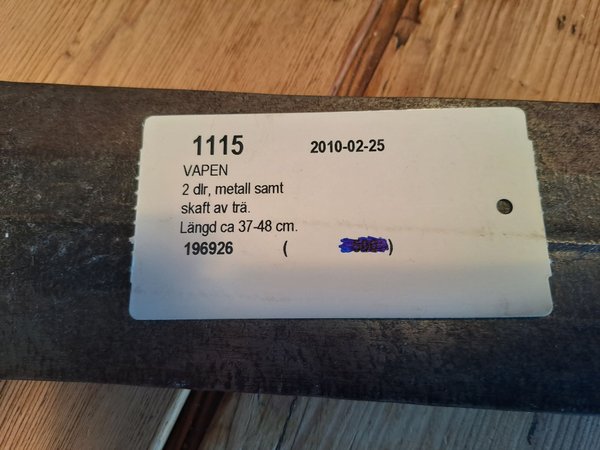 1115 2010-02-25
VAPEN
2 dlr, metall samt
skaft av trä.
Längd ca 37-48 cm.
196926 ( )